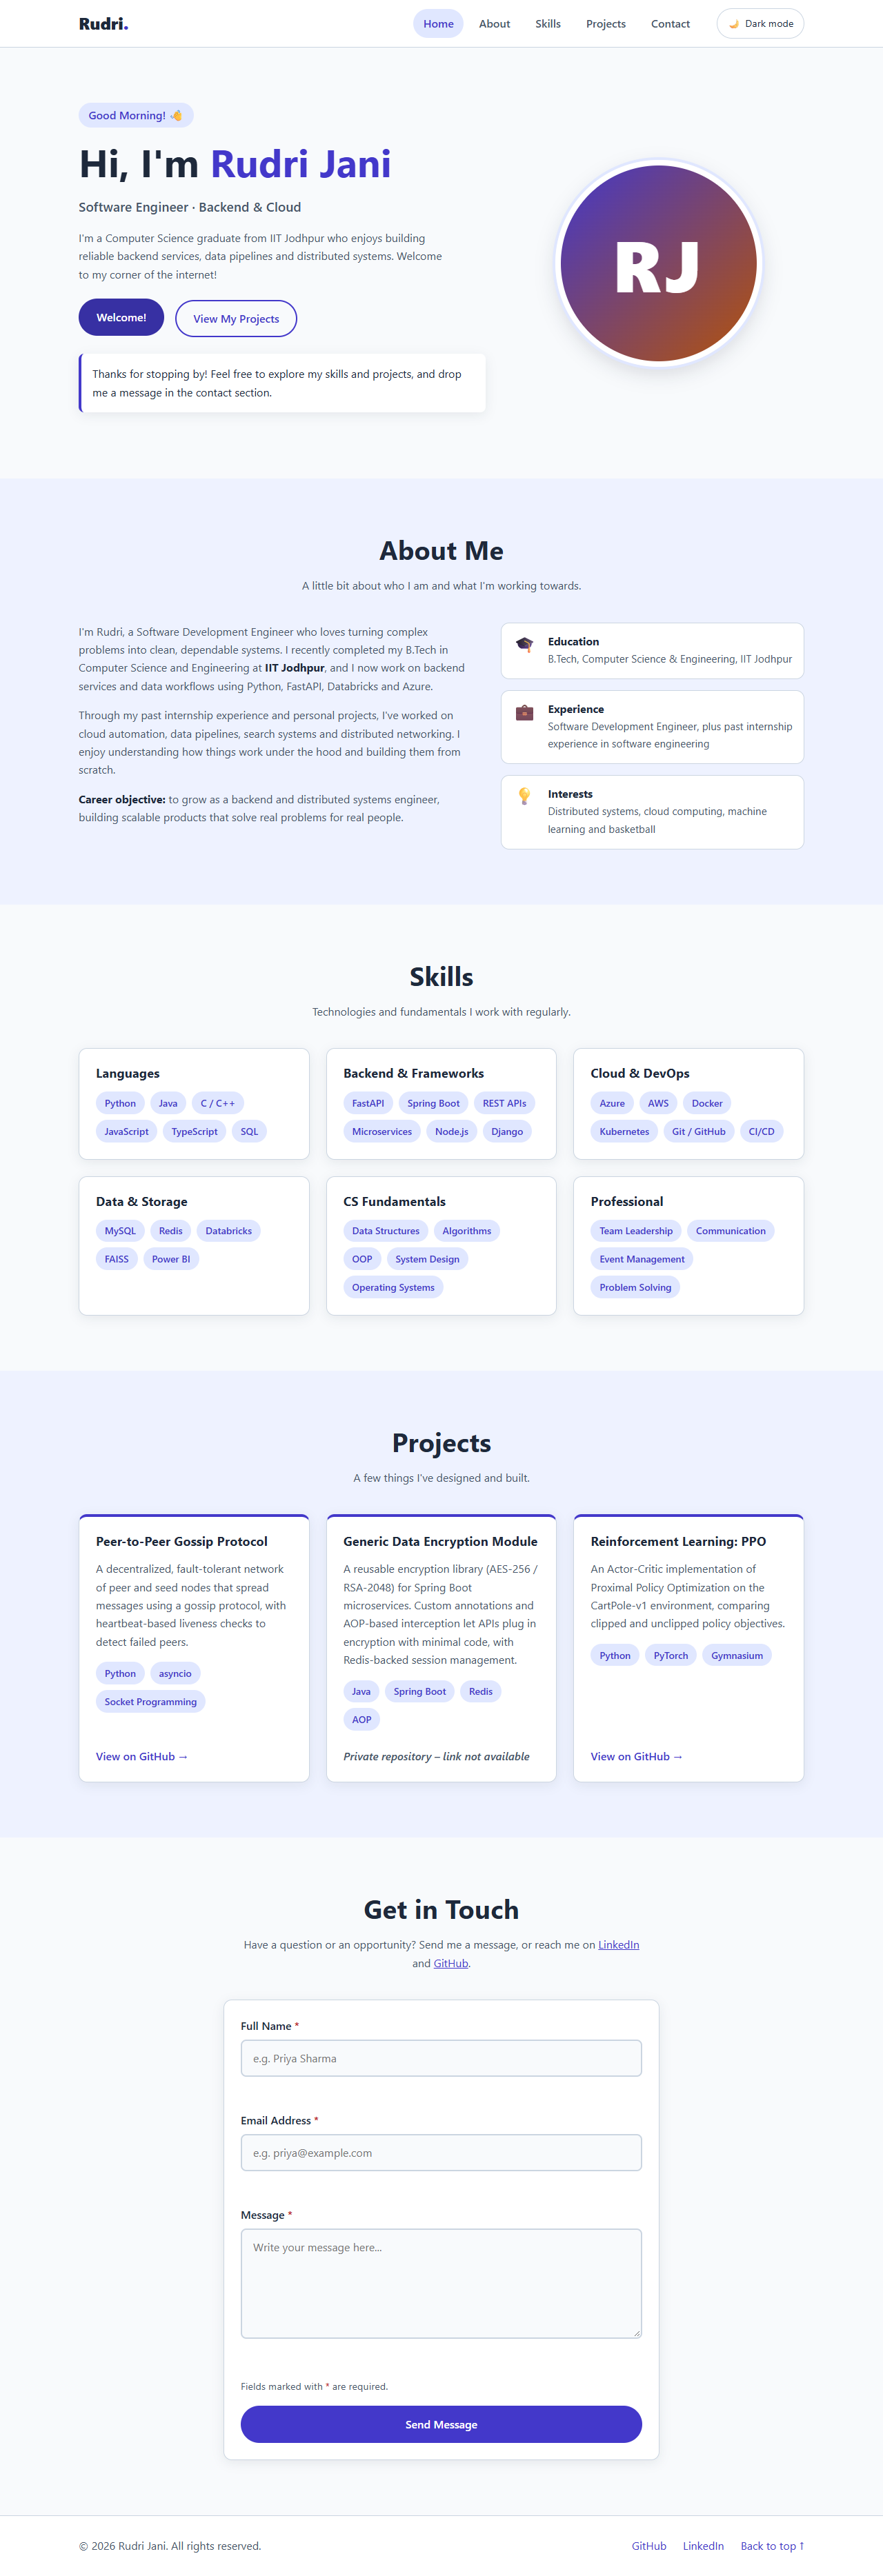 Rudri.
Home About Skills Projects Contact 🌙 Dark mode
Good Morning! 👋
Hi, I'm Rudri Jani
Software Engineer · Backend & Cloud
I'm a Computer Science graduate from IIT Jodhpur who enjoys building
reliable backend services, data pipelines and distributed systems. Welcome
to my corner of the internet!
Welcome! View My Projects
Thanks for stopping by! Feel free to explore my skills and projects, and drop
me a message in the contact section.
RJ
About Me
A little bit about who I am and what I'm working towards.
I'm Rudri, a Software Development Engineer who loves turning complex
problems into clean, dependable systems. I recently completed my B.Tech in
Computer Science and Engineering at IIT Jodhpur, and I now work on backend
services and data workflows using Python, FastAPI, Databricks and Azure.
Through my past internship experience and personal projects, I've worked on
cloud automation, data pipelines, search systems and distributed networking. I
enjoy understanding how things work under the hood and building them from
scratch.
Career objective: to grow as a backend and distributed systems engineer,
building scalable products that solve real problems for real people.
Education
B.Tech, Computer Science & Engineering, IIT Jodhpur
Experience
Software Development Engineer, plus past internship
experience in software engineering
Interests
Distributed systems, cloud computing, machine
learning and basketball
Skills
Technologies and fundamentals I work with regularly.
Languages
Python Java C / C++
JavaScript TypeScript SQL
Backend & Frameworks
FastAPI Spring Boot REST APIs
Microservices Node.js Django
Cloud & DevOps
Azure AWS Docker
Kubernetes Git / GitHub CI/CD
Data & Storage
MySQL Redis Databricks
FAISS Power BI
CS Fundamentals
Data Structures Algorithms
OOP System Design
Operating Systems
Professional
Team Leadership Communication
Event Management
Problem Solving
Projects
A few things I've designed and built.
Peer-to-Peer Gossip Protocol
A decentralized, fault-tolerant network
of peer and seed nodes that spread
messages using a gossip protocol, with
heartbeat-based liveness checks to
detect failed peers.
Python asyncio
Socket Programming
View on GitHub →
Generic Data Encryption Module
A reusable encryption library (AES-256 /
RSA-2048) for Spring Boot
microservices. Custom annotations and
AOP-based interception let APIs plug in
encryption with minimal code, with
Redis-backed session management.
Java Spring Boot Redis
AOP
Private repository – link not available
Reinforcement Learning: PPO
An Actor-Critic implementation of
Proximal Policy Optimization on the
CartPole-v1 environment, comparing
clipped and unclipped policy objectives.
Python PyTorch Gymnasium
View on GitHub →
Get in Touch
Have a question or an opportunity? Send me a message, or reach me on LinkedIn
and GitHub.
Full Name *
e.g. Priya Sharma
Email Address *
e.g. priya@example.com
Message *
Write your message here...
Fields marked with * are required.
Send Message
© 2026 Rudri Jani. All rights reserved.
GitHub LinkedIn Back to top ↑